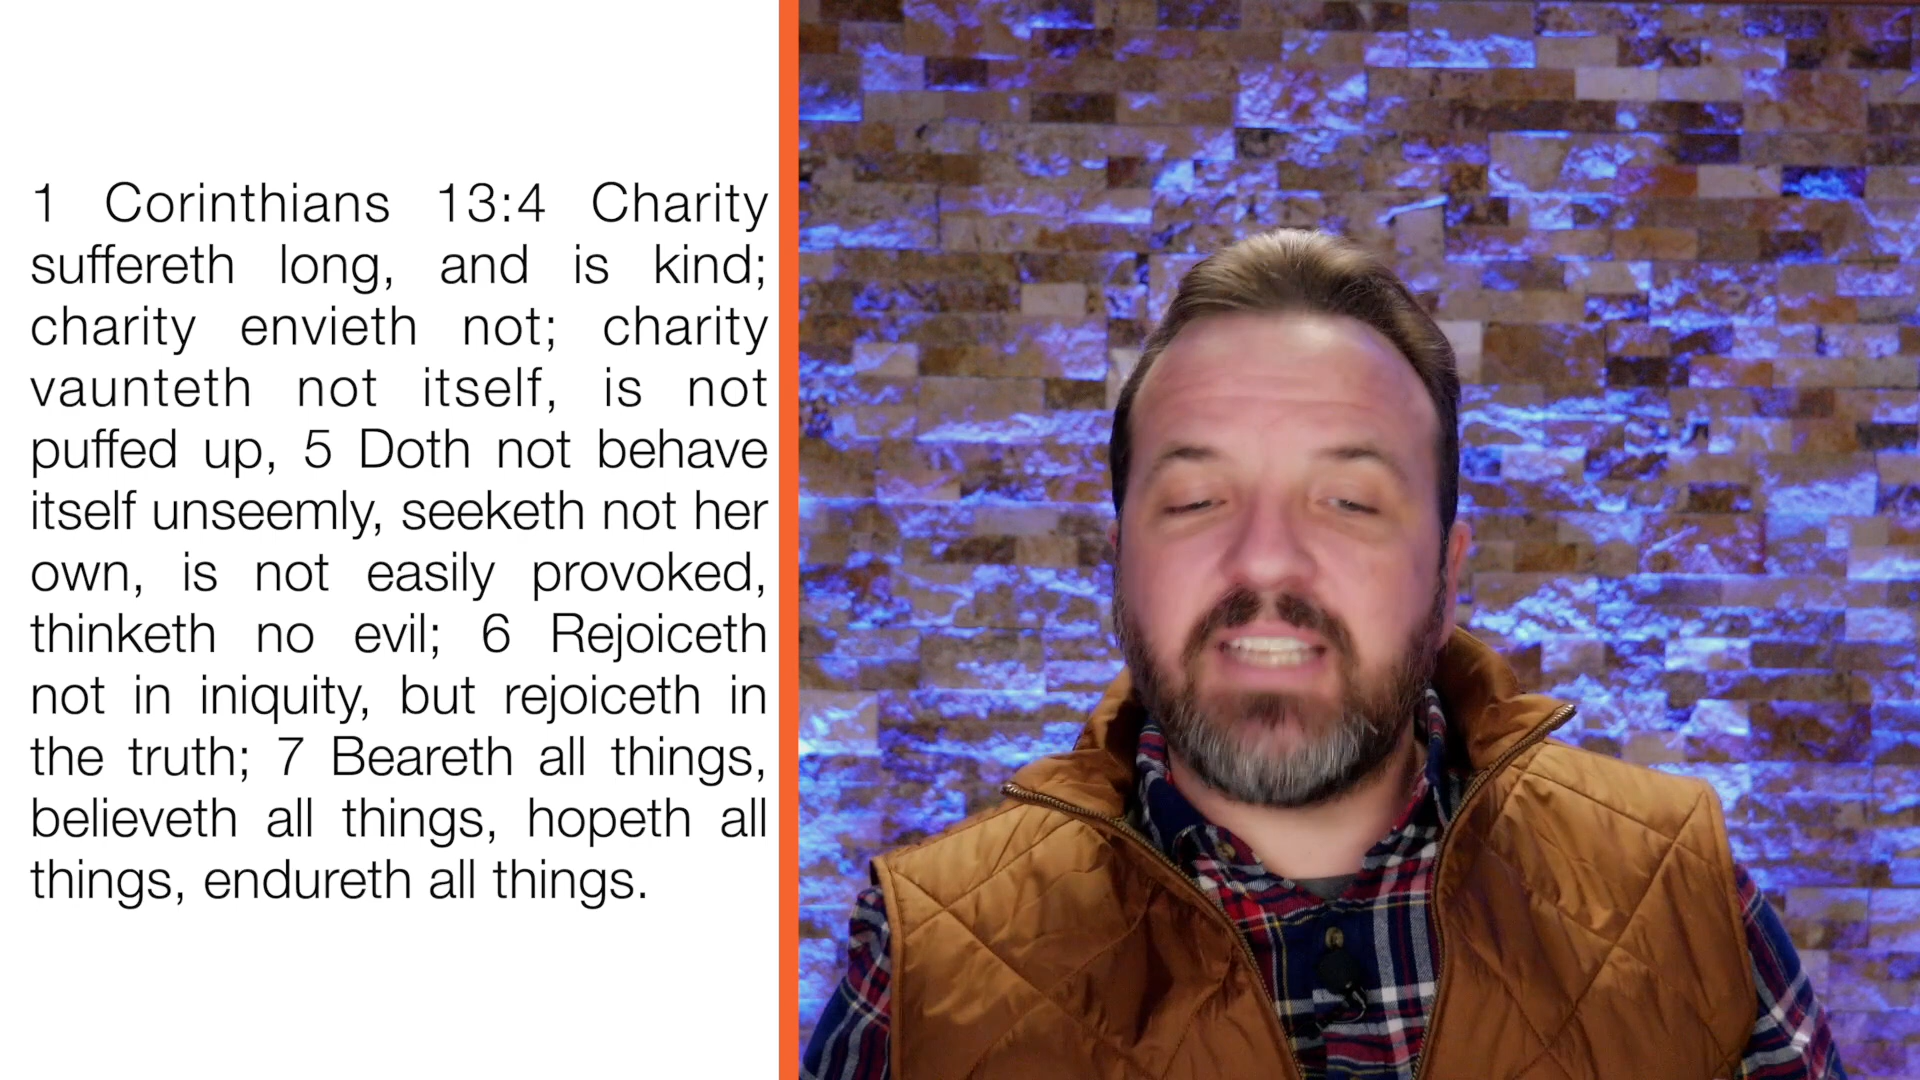 1 Corinthians 13:4 Charity
suffereth long, and is kind;
charity envieth not; charity
vaunteth not itself, is not
puffed up, 5 Doth not behave
itself unseemly, seeketh not her
own, is not easily provoked,
thinketh no evil; 6 Rejoiceth
not in iniquity, but rejoiceth in
the truth; 7 Beareth all things,
believeth all things, hopeth all
things, endureth all things.